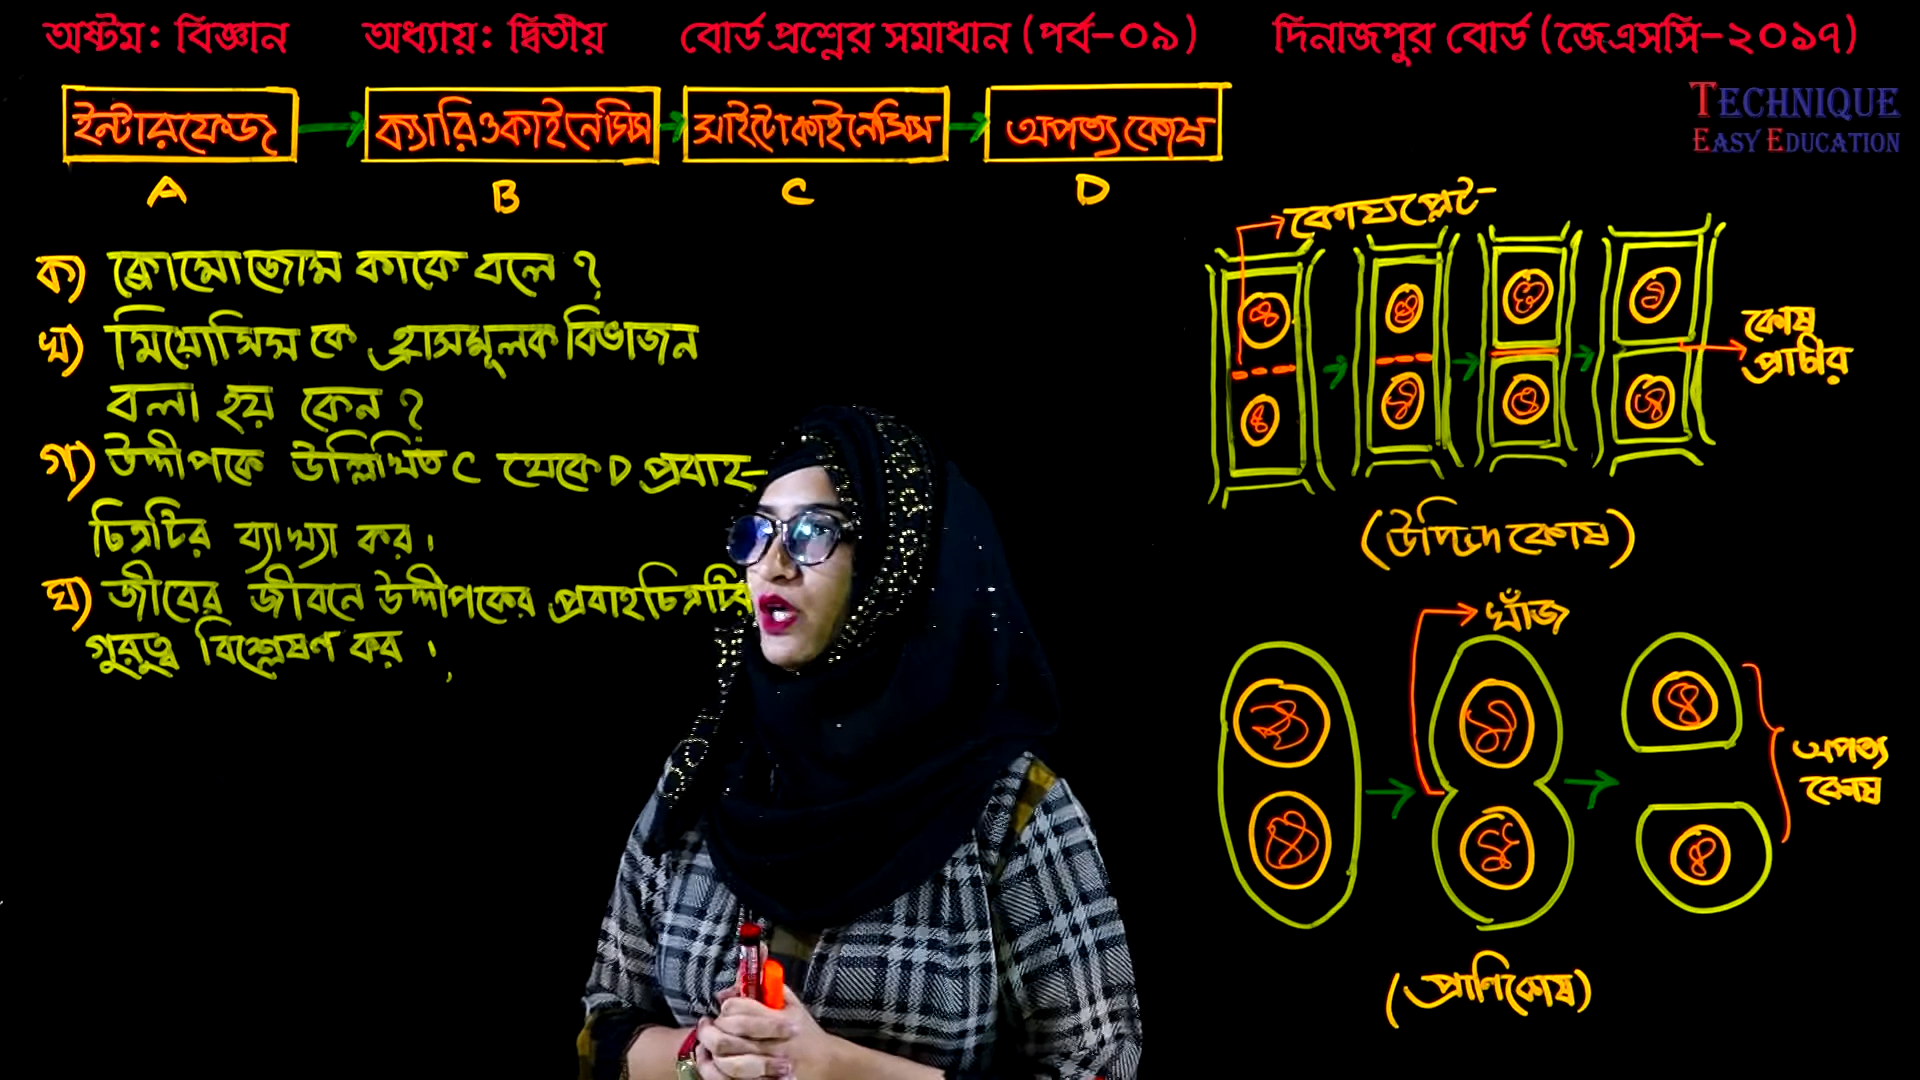 অষ্টম: বিজ্ঞান অধ্যায়: দ্বিতীয় বোর্ড প্রশ্নের সমাধান (পর্ব-০৯) দিনাজপুর বোর্ড (জেএসসি-২০১৭)
TECHNIQUE
EASY EDUCATION
ইন্টারফেজ ক্যারিওকাইনেসিস সাইটোকাইনেসিস অপত্য কোষ
A B C D
ক) ক্রোমোজোম কাকে বলে ?
খ) মিয়োসিস কে হ্রাসমূলক বিভাজন
বলা হয় কেন ?
গ) উদ্দীপকে উল্লিখিত C থেকে D প্রবাহ-
চিত্রটির ব্যাখ্যা কর।
ঘ) জীবের জীবনে উদ্দীপকের প্রবাহচিত্রটির
গুরুত্ব বিশ্লেষণ কর ।
কোষপ্লেট
কোষ
প্রাচীর
(উদ্ভিদ কোষ)
খাঁজ
অপত্য
কোষ
(প্রাণিকোষ)